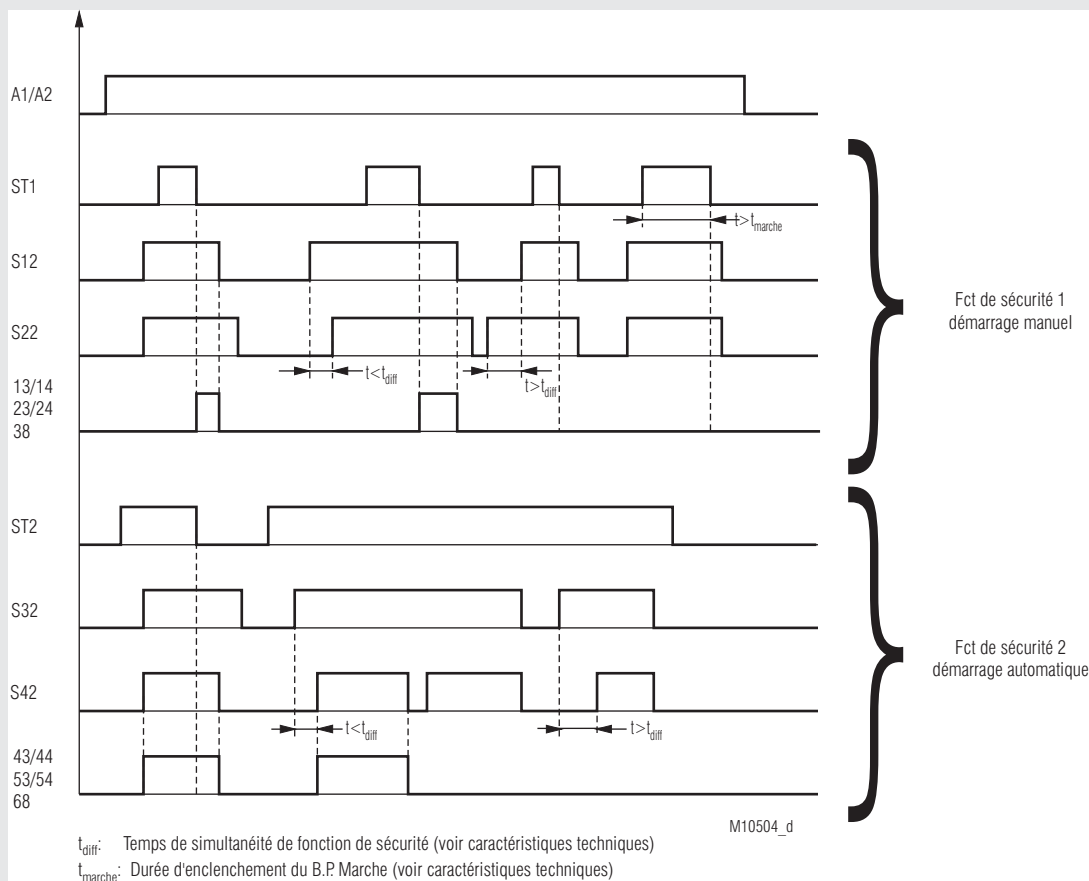 A1/A2
ST1
t>tmarche
S12
S22
t<tdiff
t>tdiff
13/14
23/24
38
Fct de sécurité 1
démarrage manuel
ST2
S32
S42
t<tdiff
t>tdiff
43/44
53/54
68
Fct de sécurité 2
démarrage automatique
M10504_d
tdiff: Temps de simultanéité de fonction de sécurité (voir caractéristiques techniques)
tmarche: Durée d'enclenchement du B.P. Marche (voir caractéristiques techniques)